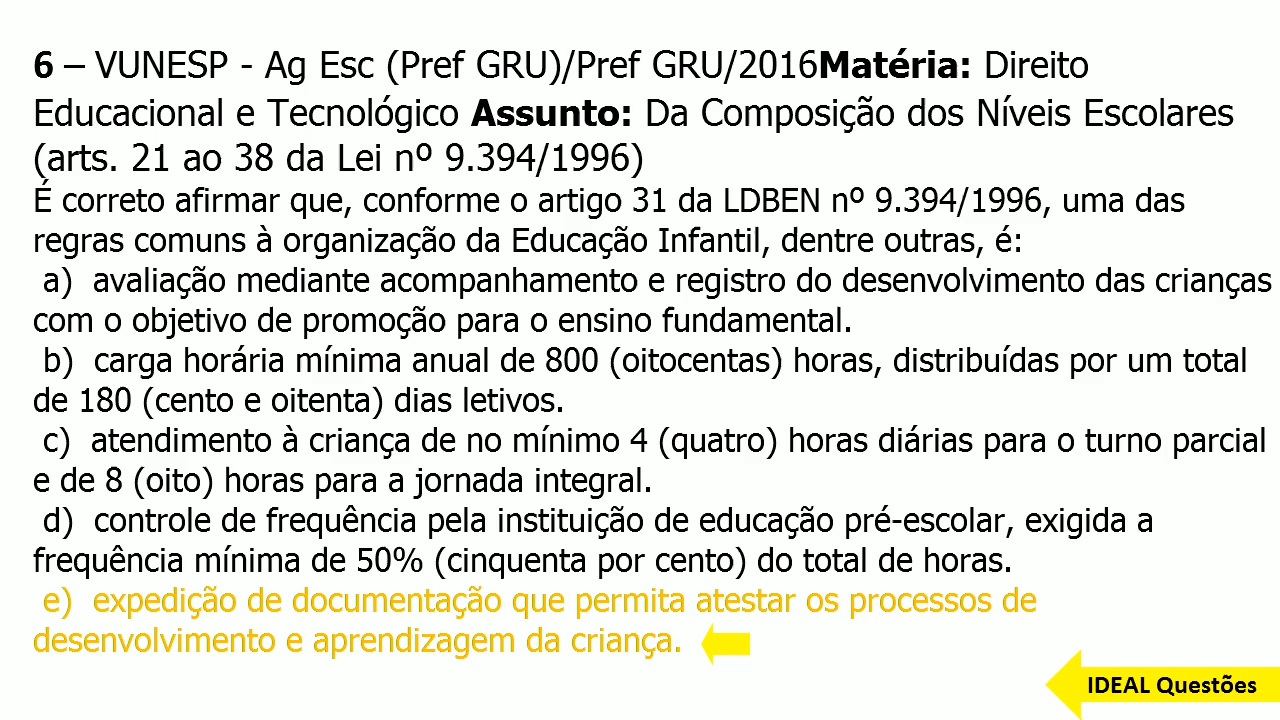 6 – VUNESP - Ag Esc (Pref GRU)/Pref GRU/2016Matéria: Direito
Educacional e Tecnológico Assunto: Da Composição dos Níveis Escolares
(arts. 21 ao 38 da Lei nº 9.394/1996)
É correto afirmar que, conforme o artigo 31 da LDBEN nº 9.394/1996, uma das
regras comuns à organização da Educação Infantil, dentre outras, é:
a) avaliação mediante acompanhamento e registro do desenvolvimento das crianças
com o objetivo de promoção para o ensino fundamental.
b) carga horária mínima anual de 800 (oitocentas) horas, distribuídas por um total
de 180 (cento e oitenta) dias letivos.
c) atendimento à criança de no mínimo 4 (quatro) horas diárias para o turno parcial
e de 8 (oito) horas para a jornada integral.
d) controle de frequência pela instituição de educação pré-escolar, exigida a
frequência mínima de 50% (cinquenta por cento) do total de horas.
e) expedição de documentação que permita atestar os processos de
desenvolvimento e aprendizagem da criança.
IDEAL Questões